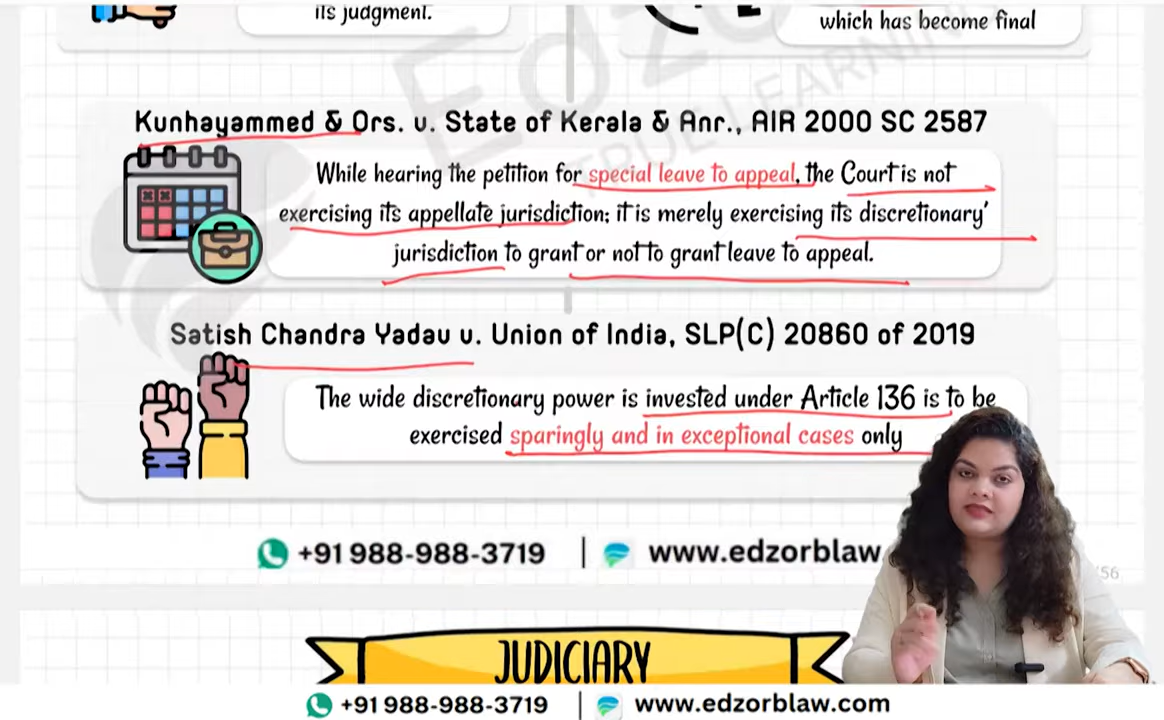 its judgment.
which has become final
Kunhayammed & Ors. v. State of Kerala & Anr., AIR 2000 SC 2587
While hearing the petition for special leave to appeal, the Court is not
exercising its appellate jurisdiction; it is merely exercising its discretionary'
jurisdiction to grant or not to grant leave to appeal.
Satish Chandra Yadav v. Union of India, SLP(C) 20860 of 2019
The wide discretionary power is invested under Article 136 is to be
exercised sparingly and in exceptional cases only
+91 988-988-3719 | www.edzorblaw
56
JUDICIARY
+91 988-988-3719 | www.edzorblaw.com